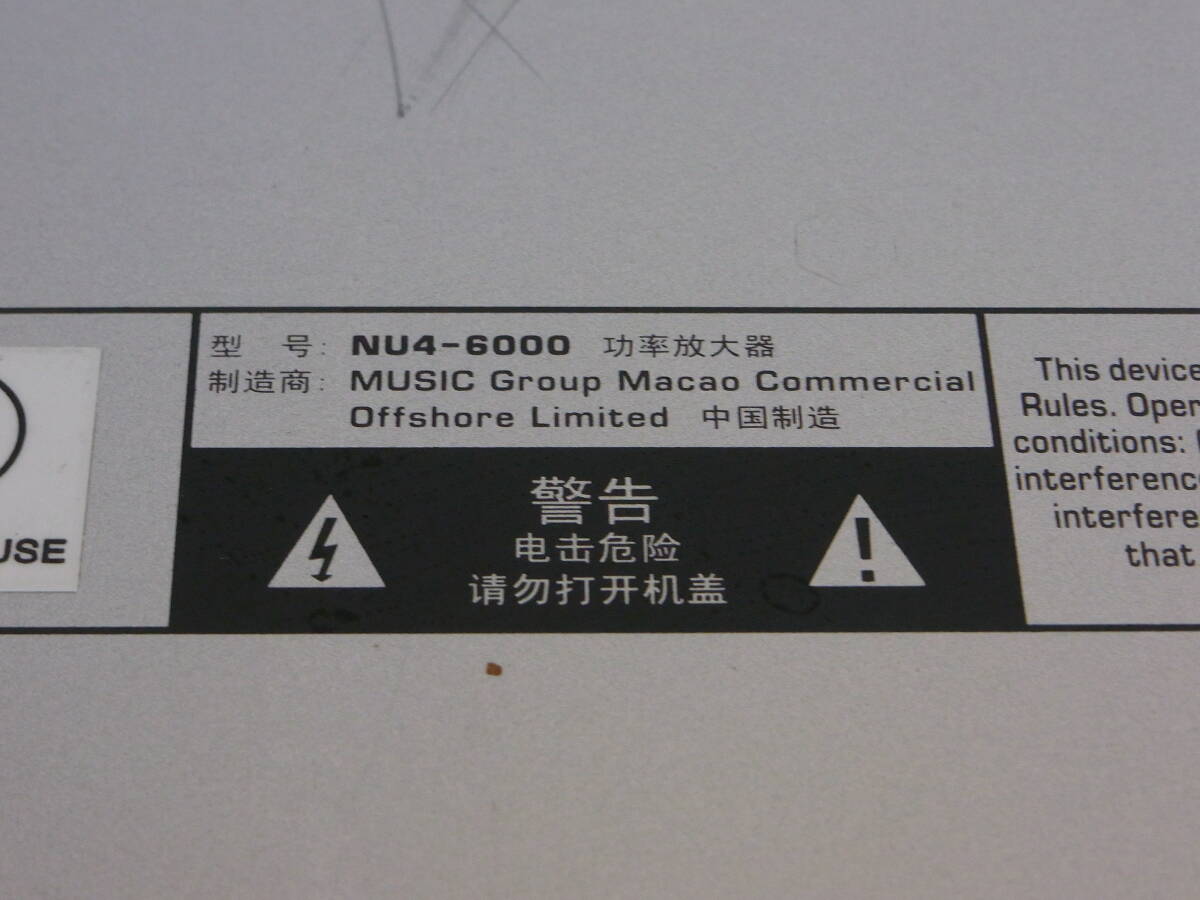 型 号: NU4-6000 功率放大器
制造商: MUSIC Group Macao Commercial
Offshore Limited 中国制造
警告
电击危险
请勿打开机盖
USE
This device
Rules. Oper
conditions:
interference
interfere
that